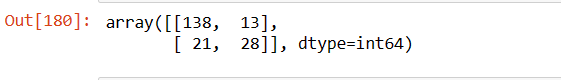 Out[180]: array([[138,  13],
       [ 21,  28]], dtype=int64)